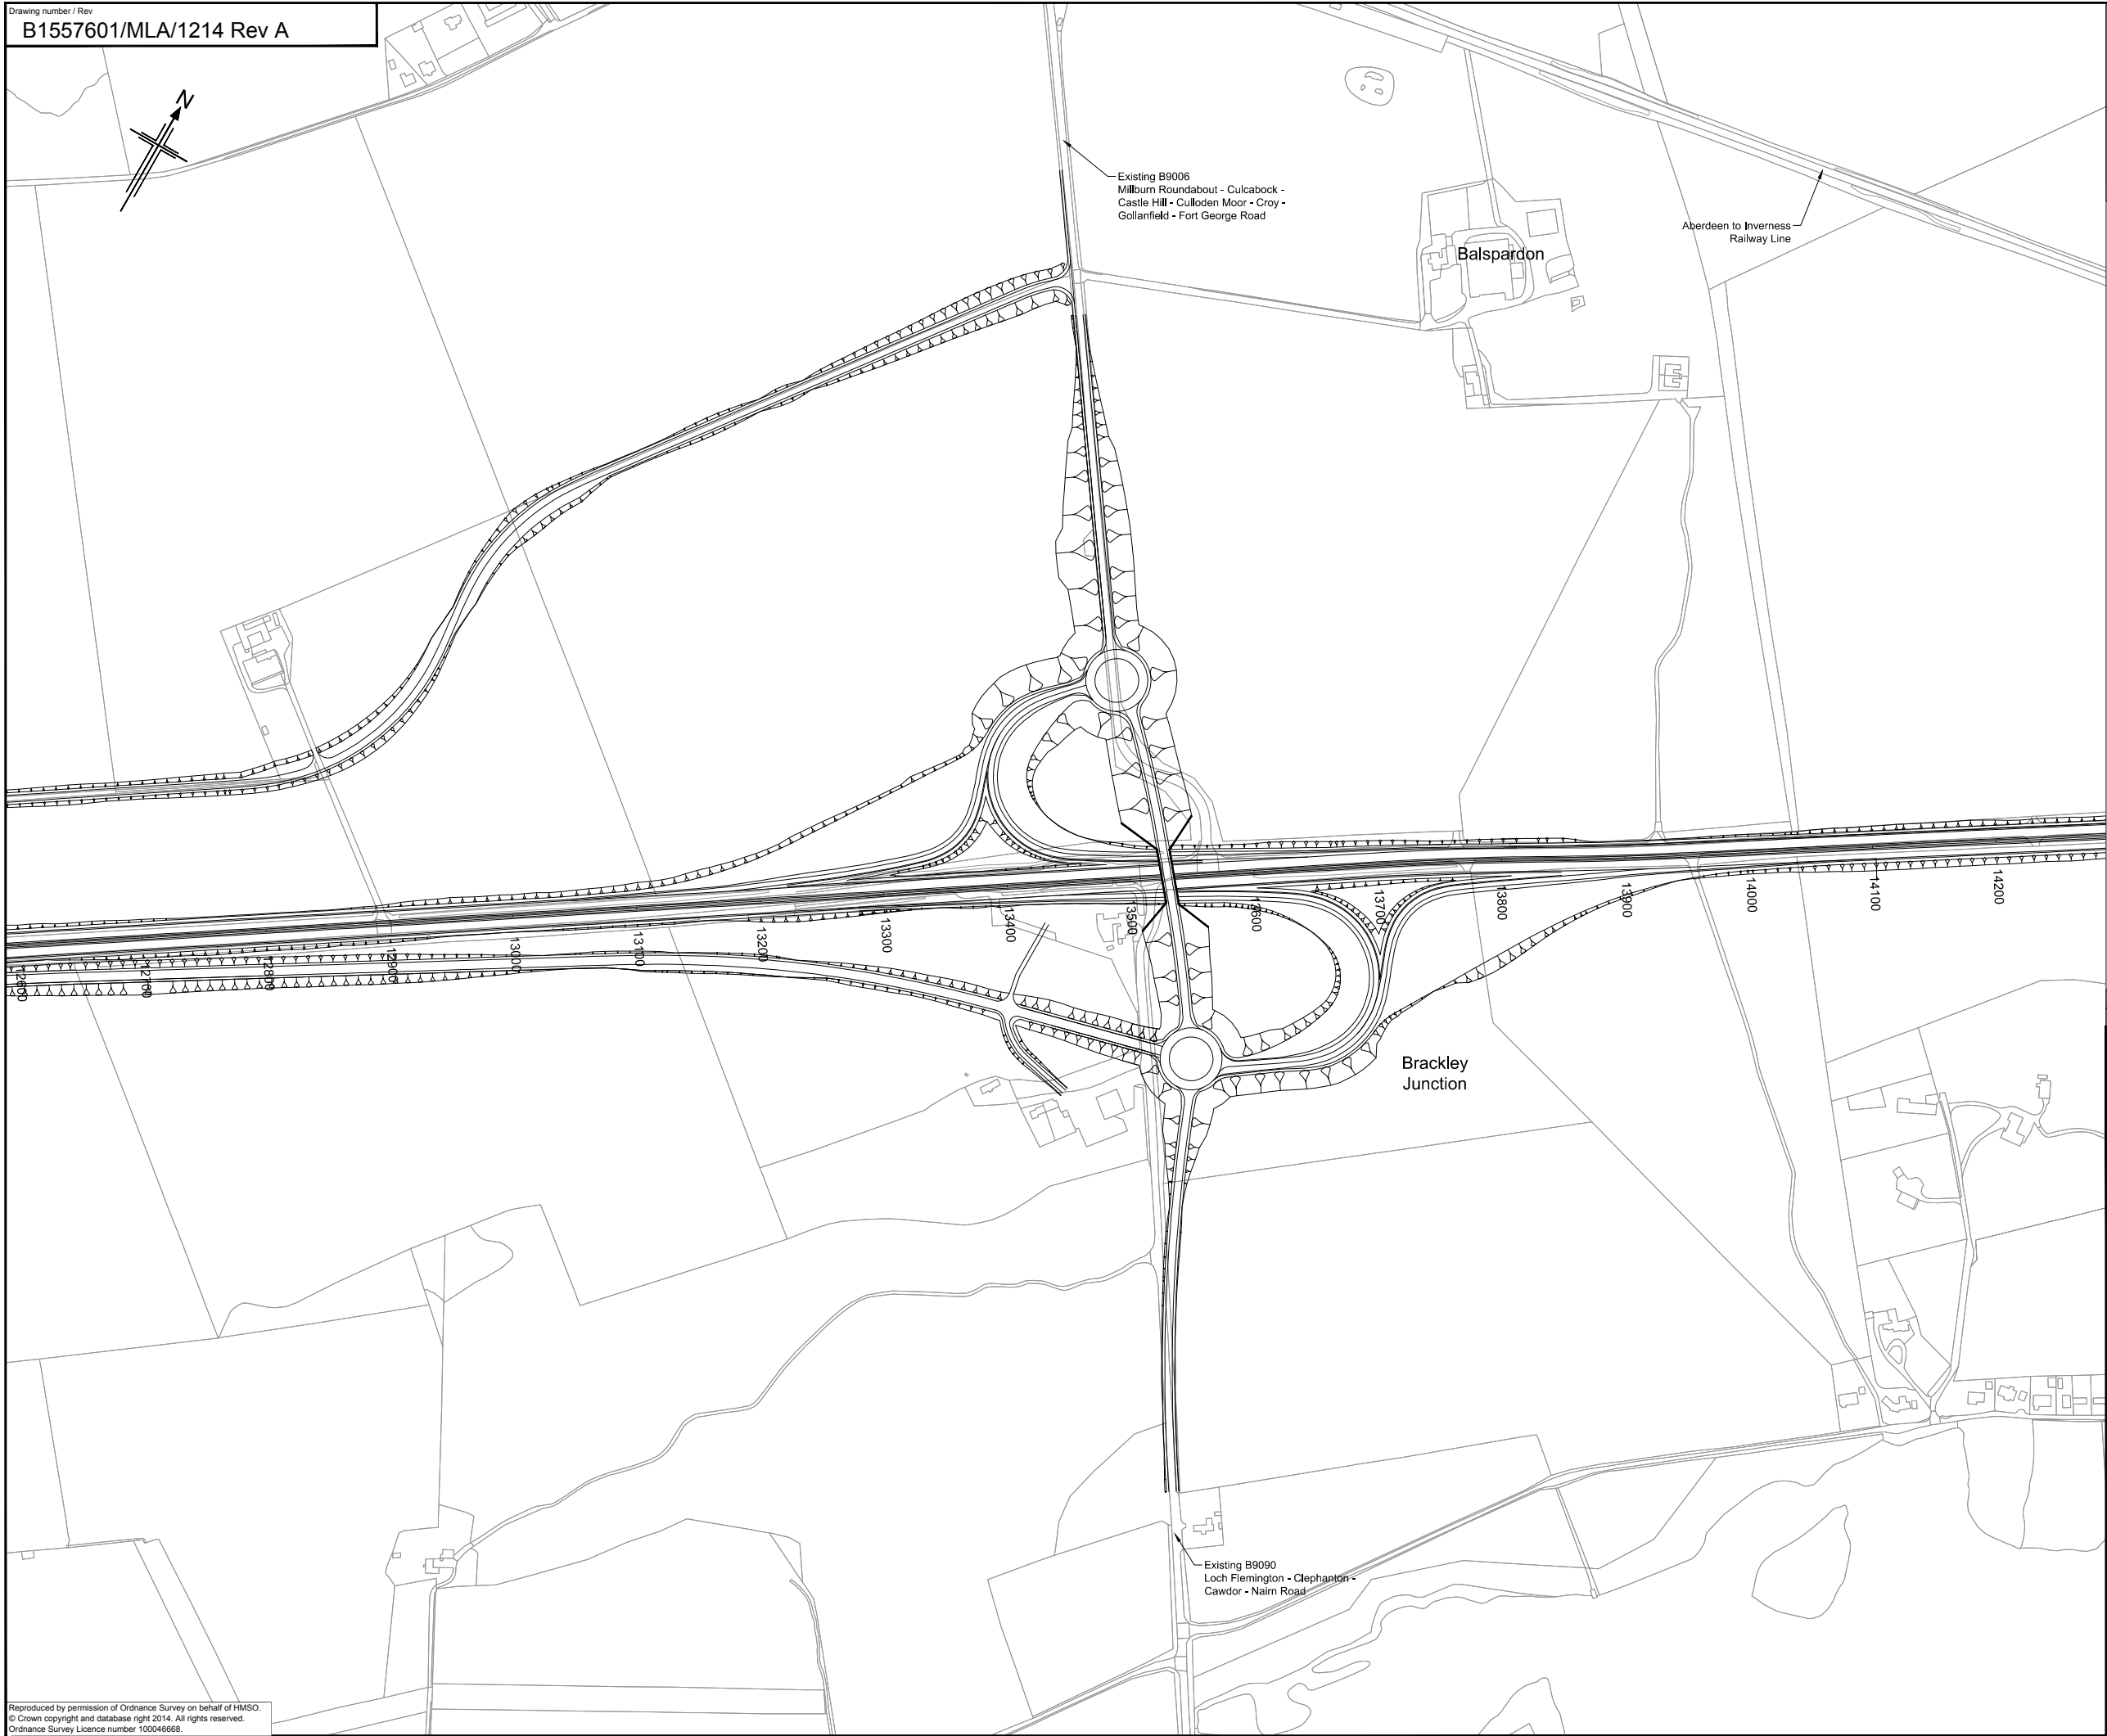 Drawing number / Rev
B1557601/MLA/1214 Rev A
N
Existing B9006
Millburn Roundabout - Culcabock -
Castle Hill - Culloden Moor - Croy -
Gollanfield - Fort George Road
Balspardon
Aberdeen to Inverness
Railway Line
12600
12700
12800
12900
13000
13100
13200
13300
13400
13500
13600
13700
13800
13900
14000
14100
14200
Brackley
Junction
Existing B9090
Loch Flemington - Clephanton -
Cawdor - Nairn Road
Reproduced by permission of Ordnance Survey on behalf of HMSO.
© Crown copyright and database right 2014. All rights reserved.
Ordnance Survey Licence number 100046668.